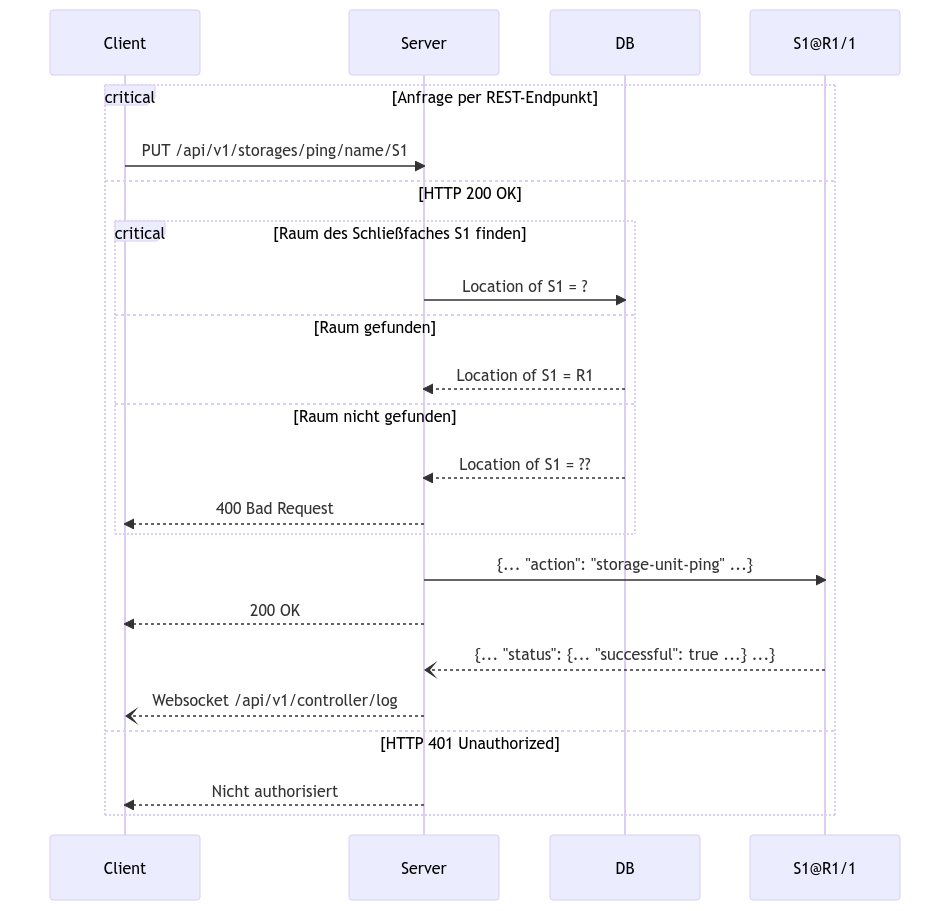 Client
Server
DB
S1@R1/1
critical
[Anfrage per REST-Endpunkt]
PUT /api/v1/storages/ping/name/S1
[HTTP 200 OK]
critical
[Raum des Schließfaches S1 finden]
Location of S1 = ?
[Raum gefunden]
Location of S1 = R1
[Raum nicht gefunden]
Location of S1 = ??
400 Bad Request
{... "action": "storage-unit-ping" ...}
200 OK
{... "status": {... "successful": true ...} ...}
Websocket /api/v1/controller/log
[HTTP 401 Unauthorized]
Nicht authorisiert
Client
Server
DB
S1@R1/1